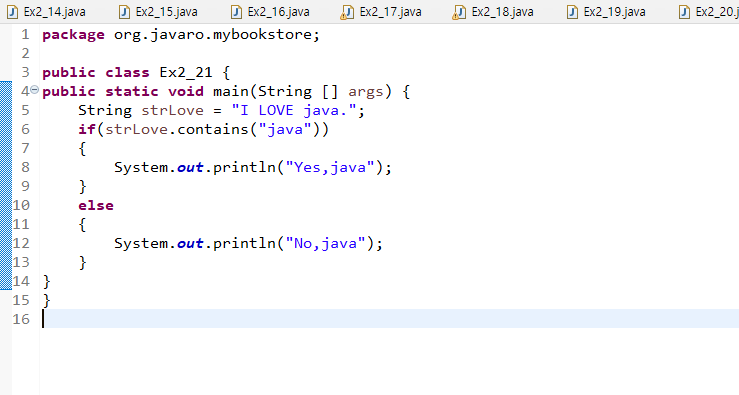 Ex2_14.java Ex2_15.java Ex2_16.java Ex2_17.java Ex2_18.java Ex2_19.java Ex2_20.j
1 package org.javaro.mybookstore;
2
3 public class Ex2_21 {
4 public static void main(String [] args) {
5     String strLove = "I LOVE java.";
6     if(strLove.contains("java"))
7     {
8         System.out.println("Yes,java");
9     }
10     else
11     {
12         System.out.println("No,java");
13     }
14 }
15 }
16